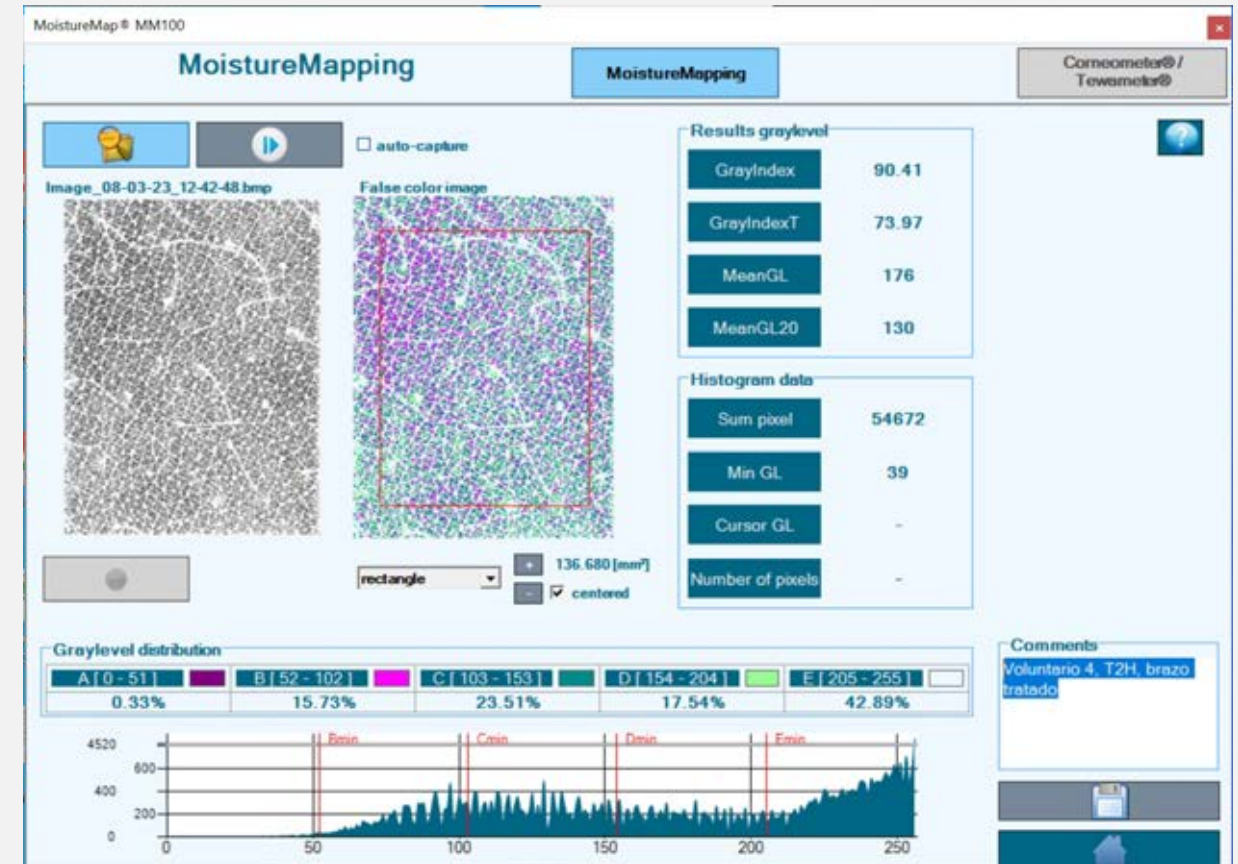 MoistureMap® MM100
MoistureMapping
MoistureMapping
Corneometer® /
Tewameter®
auto-capture
Image_08-03-23_12-42-48.bmp
False color image
rectangle
+
136.680 [mm²]
-
centered
Results graylevel
GrayIndex 90.41
GrayIndexT 73.97
MeanGL 176
MeanGL20 130
Histogram data
Sum pixel 54672
Min GL 39
Cursor GL -
Number of pixels -
?
Graylevel distribution
A [ 0 - 51 ] B [ 52 - 102 ] C [ 103 - 153 ] D [ 154 - 204 ] E [ 205 - 255 ]
0.33% 15.73% 23.51% 17.54% 42.89%
Bmin Cmin Dmin Emin
4520
600
400
200
0
0 50 100 150 200 250
Comments
Voluntario 4, T2H, brazo
tratado